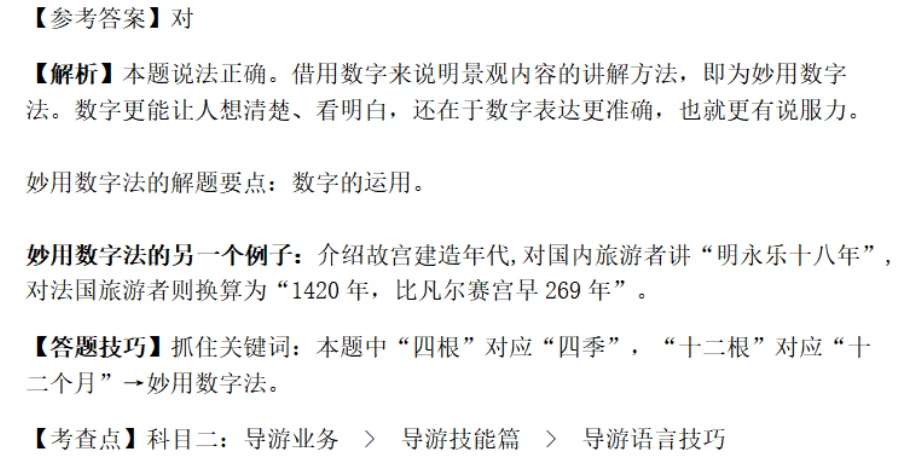 【参考答案】对
【解析】本题说法正确。借用数字来说明景观内容的讲解方法，即为妙用数字
法。数字更能让人想清楚、看明白，还在于数字表达更准确，也就更有说服力。
妙用数字法的解题要点：数字的运用。
妙用数字法的另一个例子：介绍故宫建造年代,对国内旅游者讲“明永乐十八年”,
对法国旅游者则换算为“1420 年，比凡尔赛宫早 269 年”。
【答题技巧】抓住关键词：本题中“四根”对应“四季”，“十二根”对应“十
二个月”→妙用数字法。
【考查点】科目二：导游业务 > 导游技能篇 > 导游语言技巧